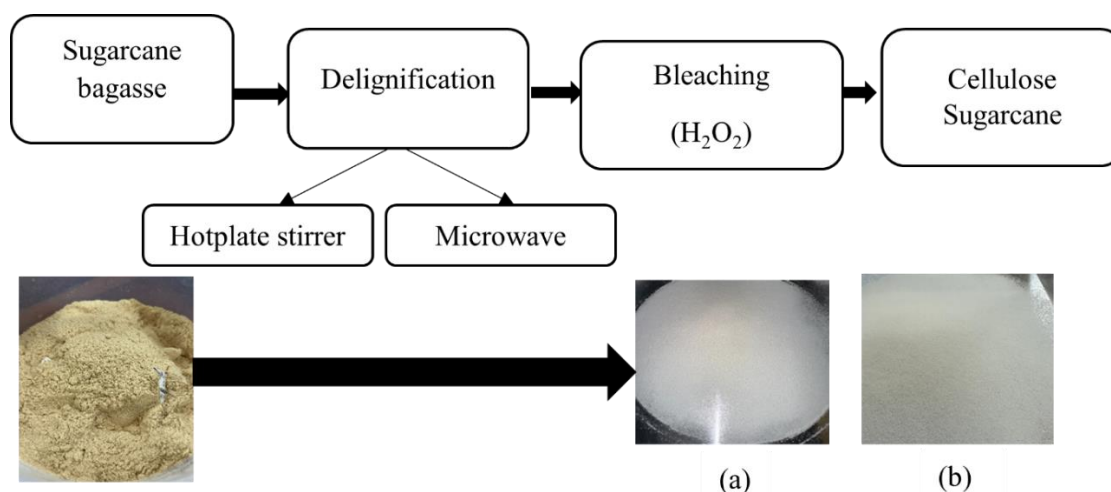 Sugarcane
bagasse
Delignification
Bleaching
(H₂O₂)
Cellulose
Sugarcane
Hotplate stirrer
Microwave
(a)
(b)